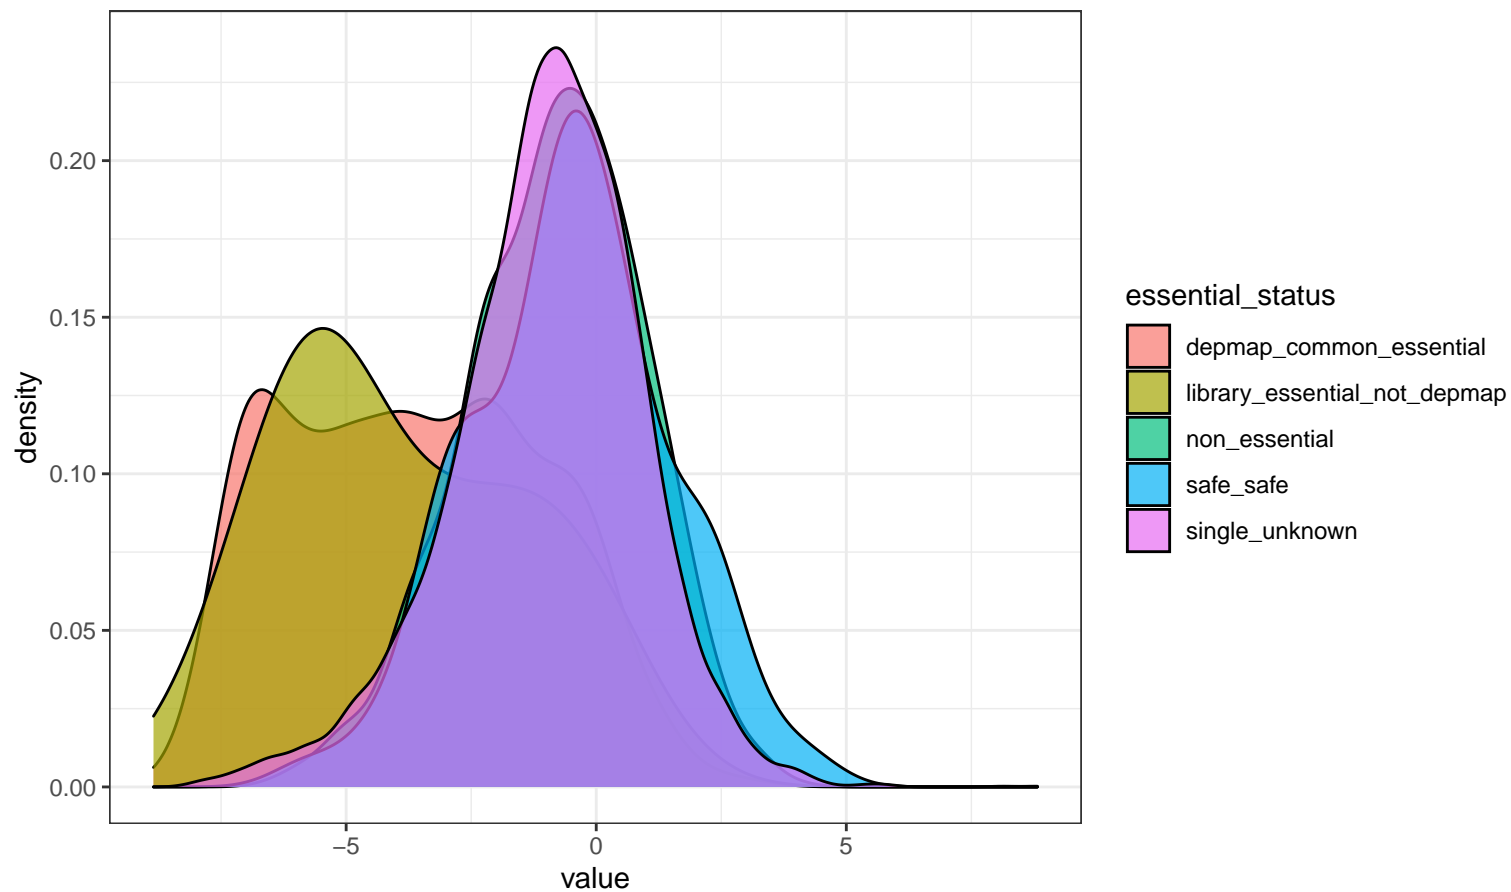 0.20
0.15
0.10
0.05
0.00
density
−5
0
5
value
essential_status
depmap_common_essential
library_essential_not_depmap
non_essential
safe_safe
single_unknown